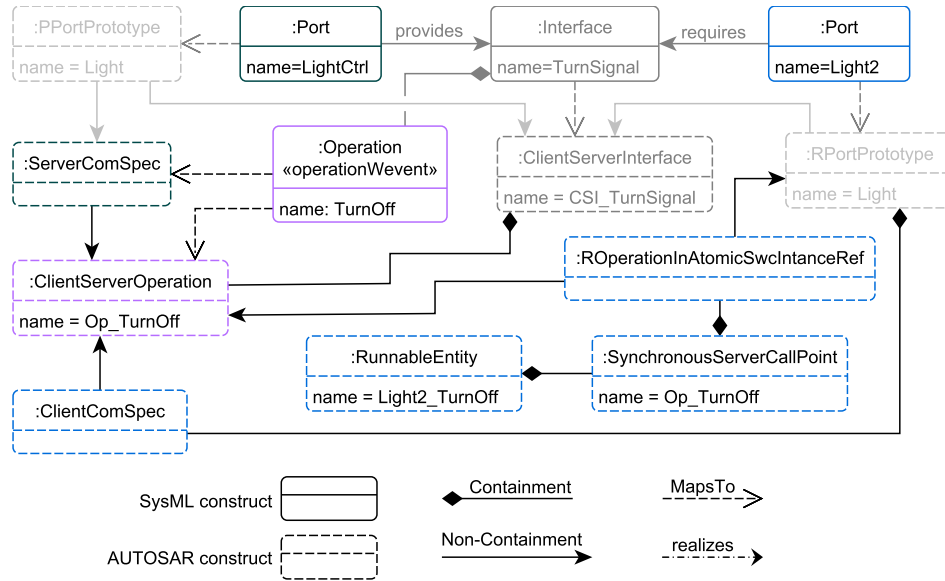 :PPortPrototype
name = Light
:Port
name=LightCtrl
provides
:Interface
name=TurnSignal
requires
:Port
name=Light2
:ServerComSpec
:Operation
«operationWevent»
name: TurnOff
:ClientServerInterface
name = CSI_TurnSignal
:RPortPrototype
name = Light
:ClientServerOperation
name = Op_TurnOff
:ROperationInAtomicSwcIntanceRef
:RunnableEntity
name = Light2_TurnOff
:SynchronousServerCallPoint
name = Op_TurnOff
:ClientComSpec
SysML construct
Containment
MapsTo
AUTOSAR construct
Non-Containment
realizes